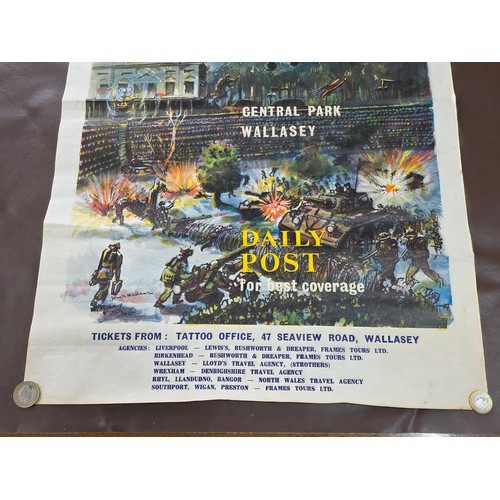 CENTRAL PARK
WALLASEY
DAILY
POST
for best coverage
TICKETS FROM: TATTOO OFFICE, 47 SEAVIEW ROAD, WALLASEY
AGENCIES: LIVERPOOL — LEWIS'S, RUSHWORTH & DREAPER, FRAMES TOURS LTD.
BIRKENHEAD — RUSHWORTH & DREAPER, FRAMES TOURS LTD.
WALLASEY — LLOYD'S TRAVEL AGENCY, (STROTHERS)
WREXHAM — DENBIGHSHIRE TRAVEL AGENCY
RHYL, LLANDUDNO, BANGOR — NORTH WALES TRAVEL AGENCY
SOUTHPORT, WIGAN, PRESTON — FRAMES TOURS LTD.